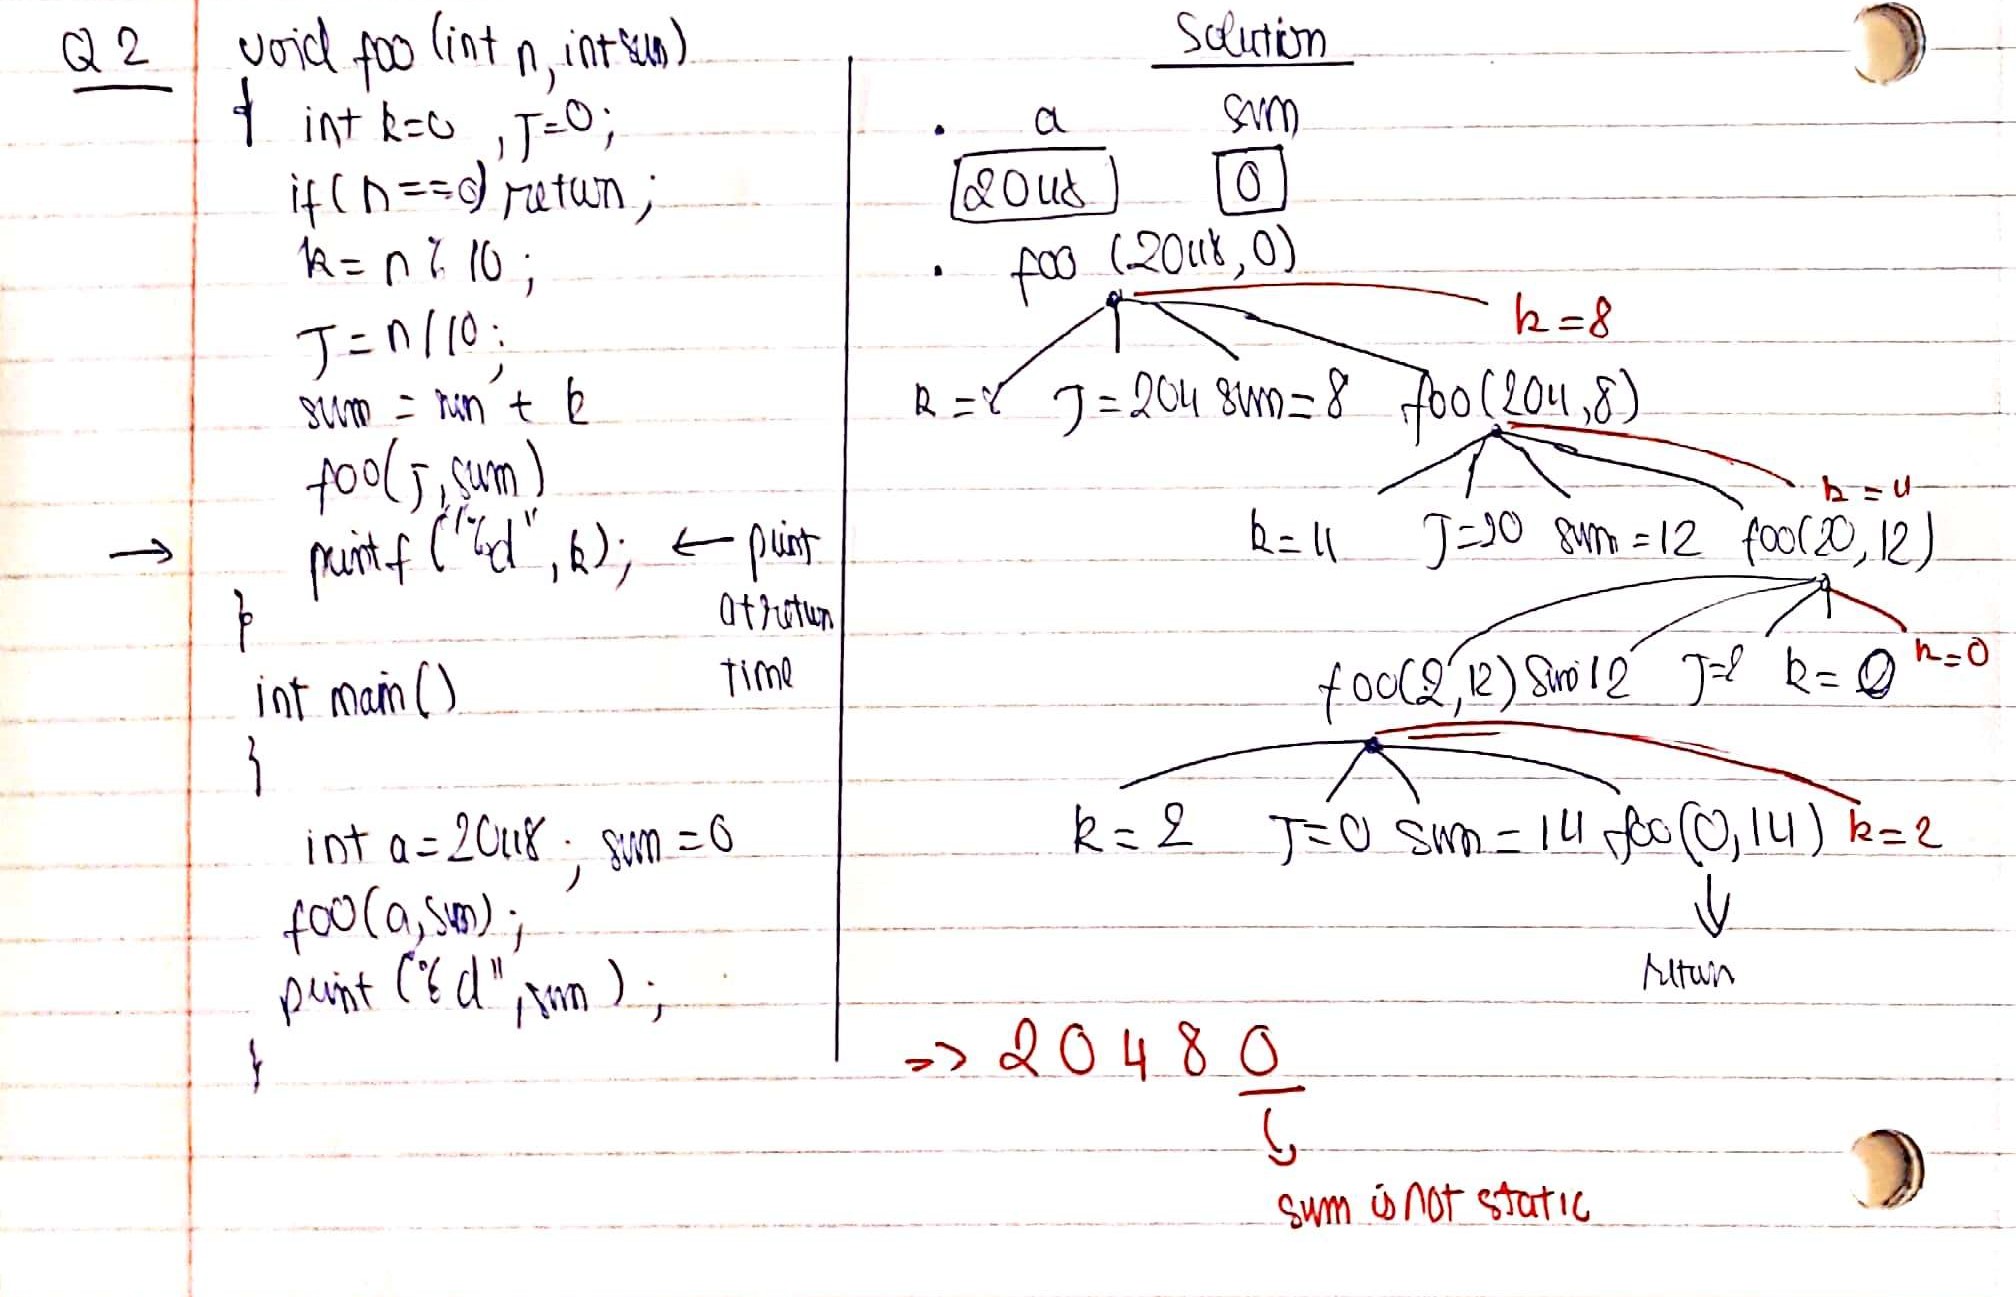 Q2
void foo (int n, int sum)
{ int k=0 , J=0;
if(n==0) return;
k = n % 10 ;
J = n/10;
sum = sum + k
foo(J, sum)
→ printf ("%d", k); ← print
at return
time
}
int main()
{
int a=2048; sum=0
foo(a, sum);
print ("%d", sum);
}
Solution
a sum
2048 0
foo (2048, 0)
k=8
k=8 J=204 sum=8 foo(204,8)
k=4
k=4 J=20 sum=12 foo(20,12)
k=0
foo(2,12) sum 12 J=2 k=0
k=2 J=0 sum=14 foo(0,14) k=2
↓
return
=> 2 0 4 8 0
sum is not static